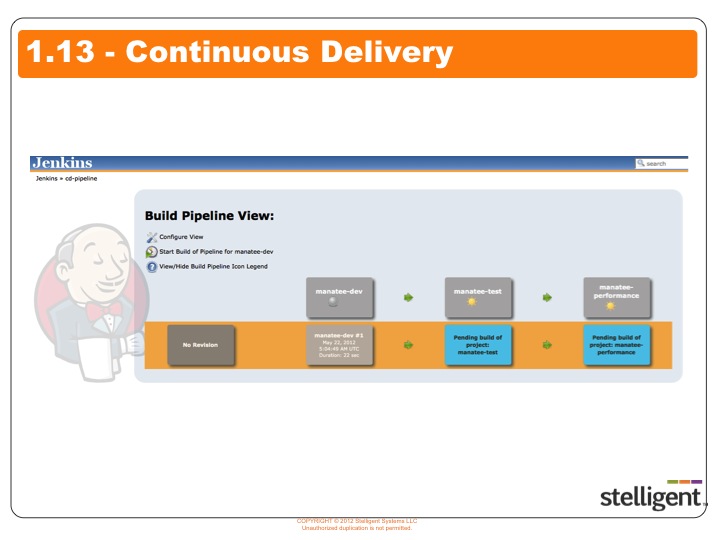 1.13 - Continuous Delivery
Jenkins
search
Jenkins » cd-pipeline
Build Pipeline View:
Configure View
Start Build of Pipeline for manatee-dev
View/Hide Build Pipeline Icon Legend
manatee-dev
manatee-test
manatee-
performance
No Revision
manatee-dev #1
May 22, 2012
5:54:49 AM UTC
Duration: 22 sec
Pending build of
project:
manatee-test
Pending build of
project: manatee-
performance
stelligent
COPYRIGHT © 2012 Stelligent Systems LLC
Unauthorized duplication is not permitted.